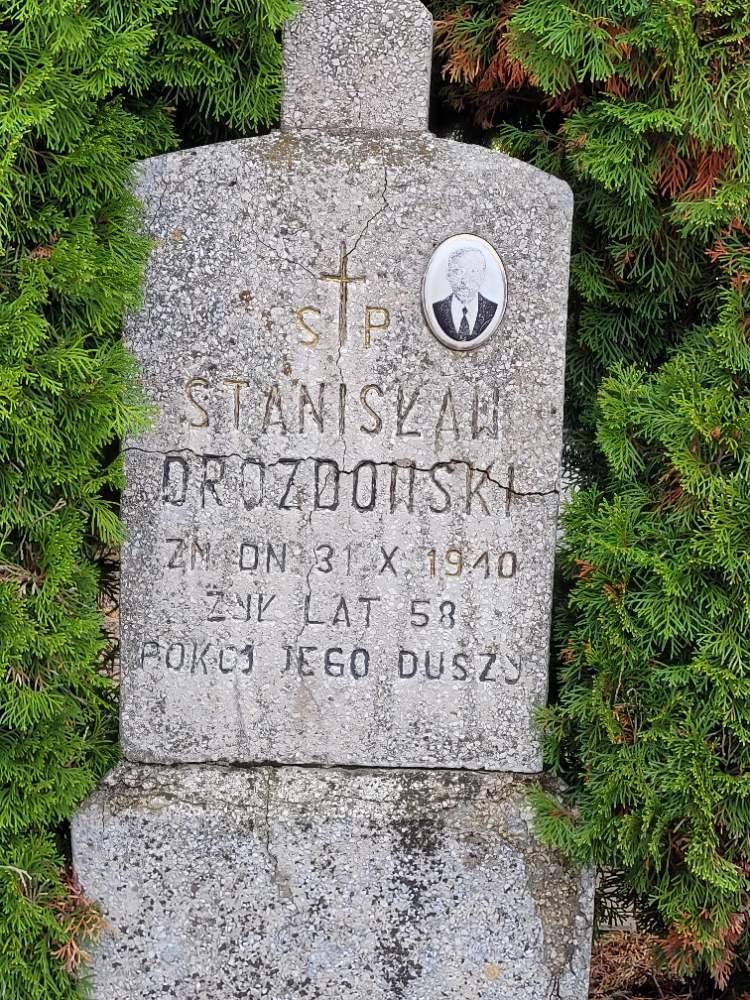 Ś P
STANISŁAW
DROZDOWSKI
ZM DN 31 X 1940
ŻYŁ LAT 58
POKÓJ JEGO DUSZY